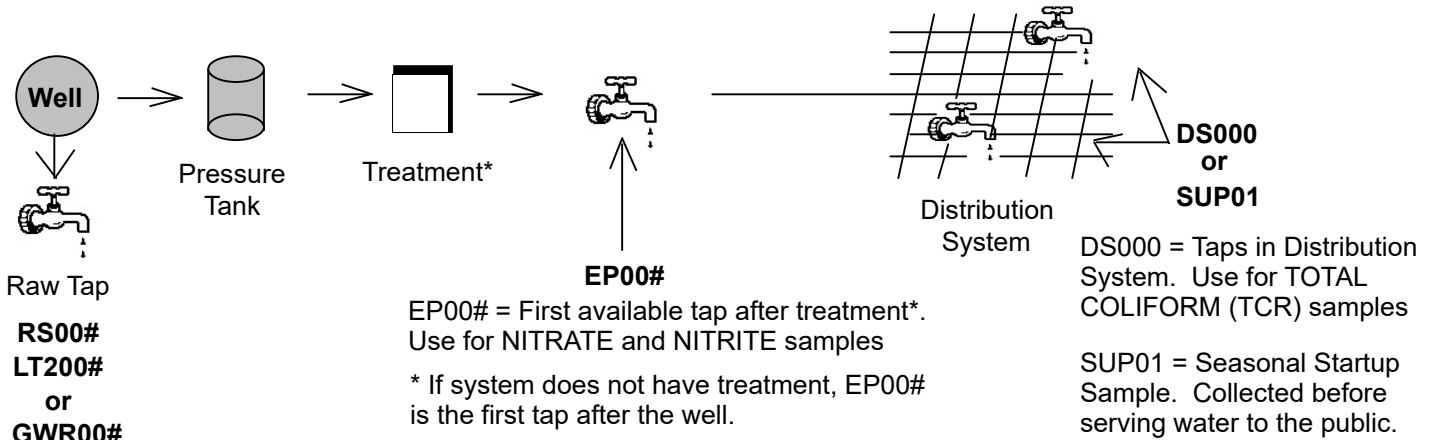 Well
Pressure
Tank
Treatment*
Raw Tap
RS00#
LT200#
or
GWR00#
EP00#
EP00# = First available tap after treatment*.
Use for NITRATE and NITRITE samples
* If system does not have treatment, EP00#
is the first tap after the well.
Distribution
System
DS000
or
SUP01
DS000 = Taps in Distribution
System. Use for TOTAL
COLIFORM (TCR) samples
SUP01 = Seasonal Startup
Sample. Collected before
serving water to the public.